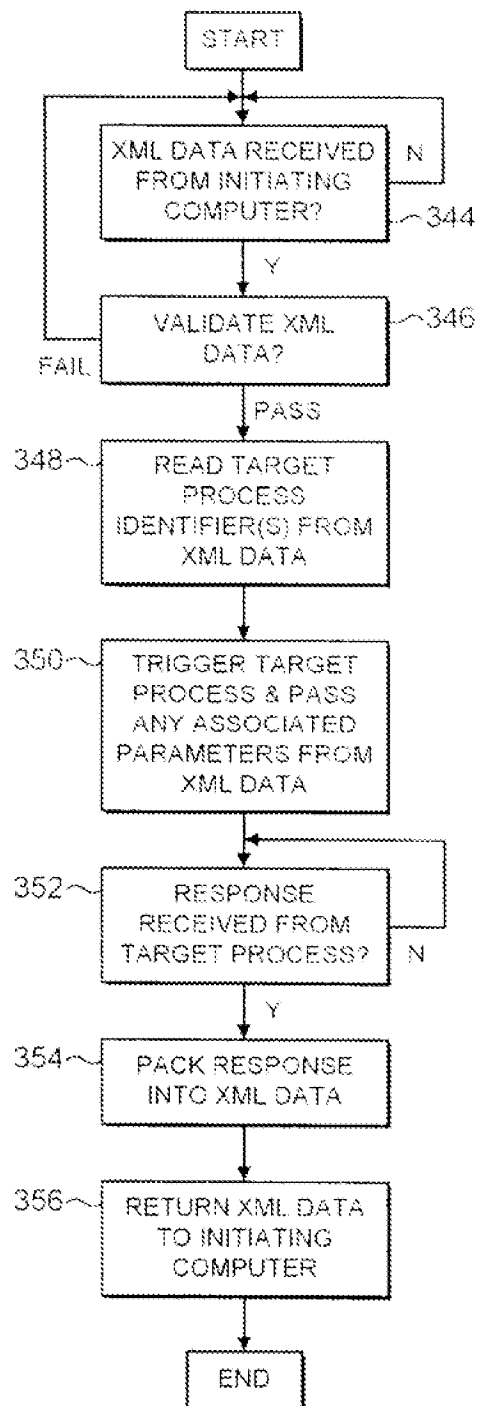 START
XML DATA RECEIVED
FROM INITIATING
COMPUTER?
N
344
Y
VALIDATE XML
DATA?
346
FAIL
PASS
348
READ TARGET
PROCESS
IDENTIFIER(S) FROM
XML DATA
350
TRIGGER TARGET
PROCESS & PASS
ANY ASSOCIATED
PARAMETERS FROM
XML DATA
352
RESPONSE
RECEIVED FROM
TARGET PROCESS?
N
Y
354
PACK RESPONSE
INTO XML DATA
356
RETURN XML DATA
TO INITIATING
COMPUTER
END